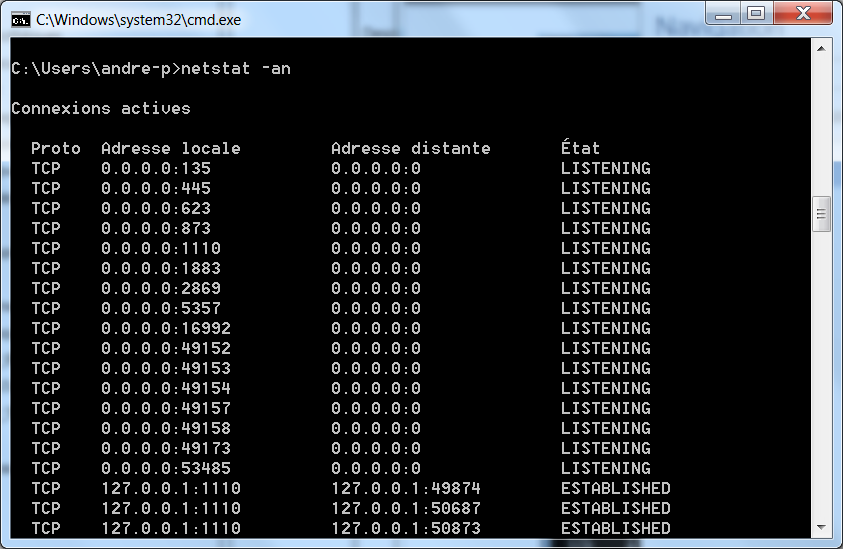 C:\Windows\system32\cmd.exe
C:\Users\andre-p>netstat -an
Connexions actives
Proto  Adresse locale         Adresse distante       État
TCP    0.0.0.0:135            0.0.0.0:0              LISTENING
TCP    0.0.0.0:445            0.0.0.0:0              LISTENING
TCP    0.0.0.0:623            0.0.0.0:0              LISTENING
TCP    0.0.0.0:873            0.0.0.0:0              LISTENING
TCP    0.0.0.0:1110           0.0.0.0:0              LISTENING
TCP    0.0.0.0:1883           0.0.0.0:0              LISTENING
TCP    0.0.0.0:2869           0.0.0.0:0              LISTENING
TCP    0.0.0.0:5357           0.0.0.0:0              LISTENING
TCP    0.0.0.0:16992          0.0.0.0:0              LISTENING
TCP    0.0.0.0:49152          0.0.0.0:0              LISTENING
TCP    0.0.0.0:49153          0.0.0.0:0              LISTENING
TCP    0.0.0.0:49154          0.0.0.0:0              LISTENING
TCP    0.0.0.0:49157          0.0.0.0:0              LISTENING
TCP    0.0.0.0:49158          0.0.0.0:0              LISTENING
TCP    0.0.0.0:49173          0.0.0.0:0              LISTENING
TCP    0.0.0.0:53485          0.0.0.0:0              LISTENING
TCP    127.0.0.1:1110         127.0.0.1:49874        ESTABLISHED
TCP    127.0.0.1:1110         127.0.0.1:50687        ESTABLISHED
TCP    127.0.0.1:1110         127.0.0.1:50873        ESTABLISHED